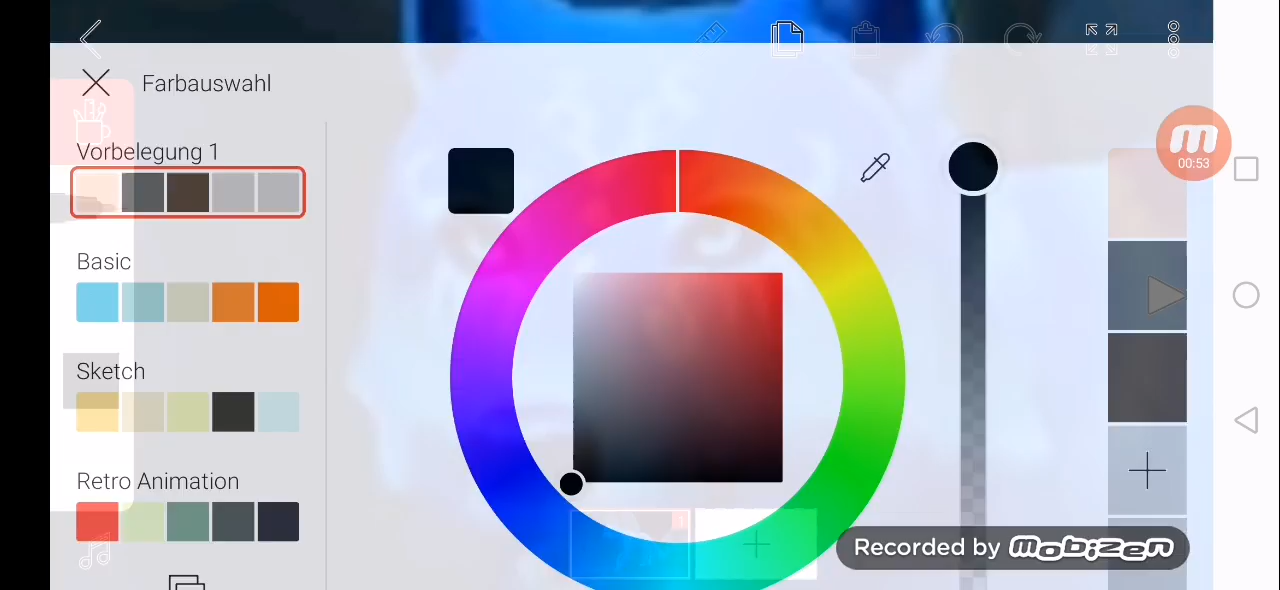 Farbauswahl
Vorbelegung 1
00:53
Basic
Sketch
Retro Animation
Recorded by mobizen